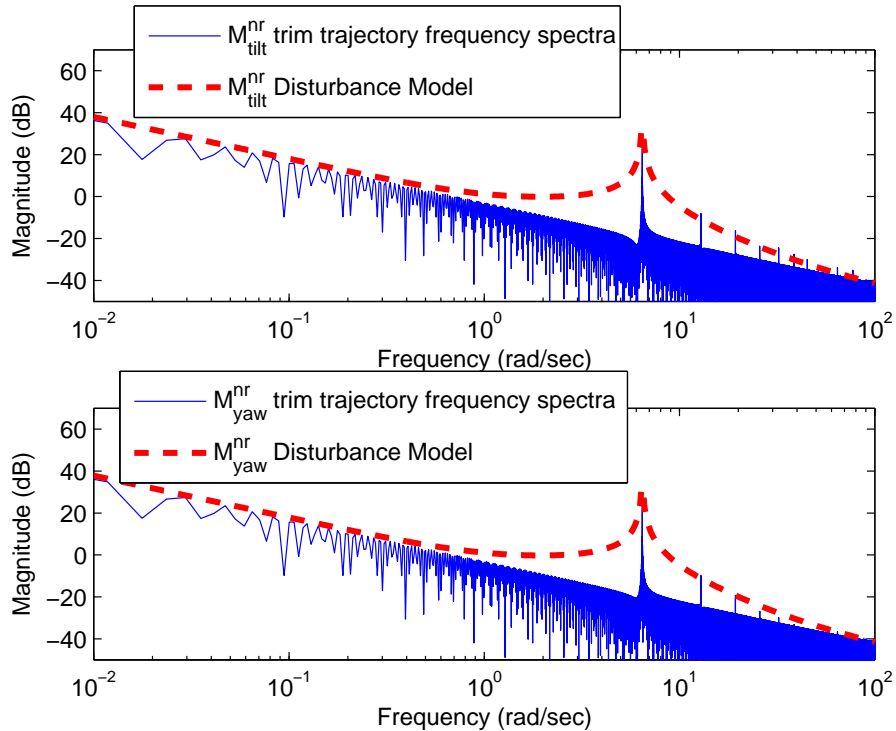 M_tilt^nr trim trajectory frequency spectra
M_tilt^nr Disturbance Model
Magnitude (dB)
60
40
20
0
−20
−40
10^−2 10^−1 10^0 10^1 10^2
Frequency (rad/sec)
M_yaw^nr trim trajectory frequency spectra
M_yaw^nr Disturbance Model
Magnitude (dB)
60
40
20
0
−20
−40
10^−2 10^−1 10^0 10^1 10^2
Frequency (rad/sec)